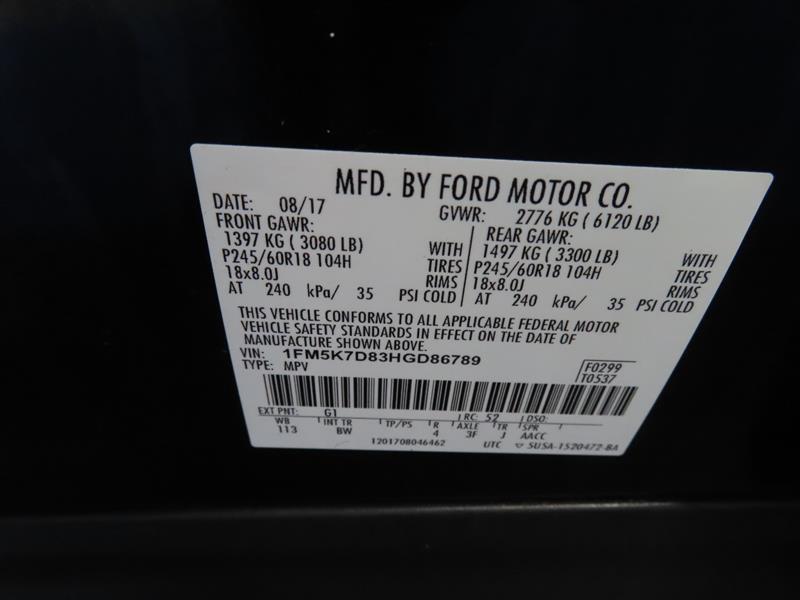 MFD. BY FORD MOTOR CO.
DATE: 08/17 GVWR: 2776 KG ( 6120 LB)
FRONT GAWR: REAR GAWR:
1397 KG ( 3080 LB) WITH 1497 KG ( 3300 LB) WITH
P245/60R18 104H TIRES P245/60R18 104H TIRES
18x8.0J RIMS 18x8.0J RIMS
AT 240 kPa/ 35 PSI COLD AT 240 kPa/ 35 PSI COLD
THIS VEHICLE CONFORMS TO ALL APPLICABLE FEDERAL MOTOR
VEHICLE SAFETY STANDARDS IN EFFECT ON THE DATE OF
MANUFACTURE SHOWN ABOVE.
VIN: 1FM5K7D83HGD86789 F0299
TYPE: MPV T0537
EXT PNT: G1 RC: 52 DSO:
WB INT TR TP/PS R AXLE TR SPR
113 BW 4 3F J AACC
1201708046462 UTC 5USA-1520472-BA